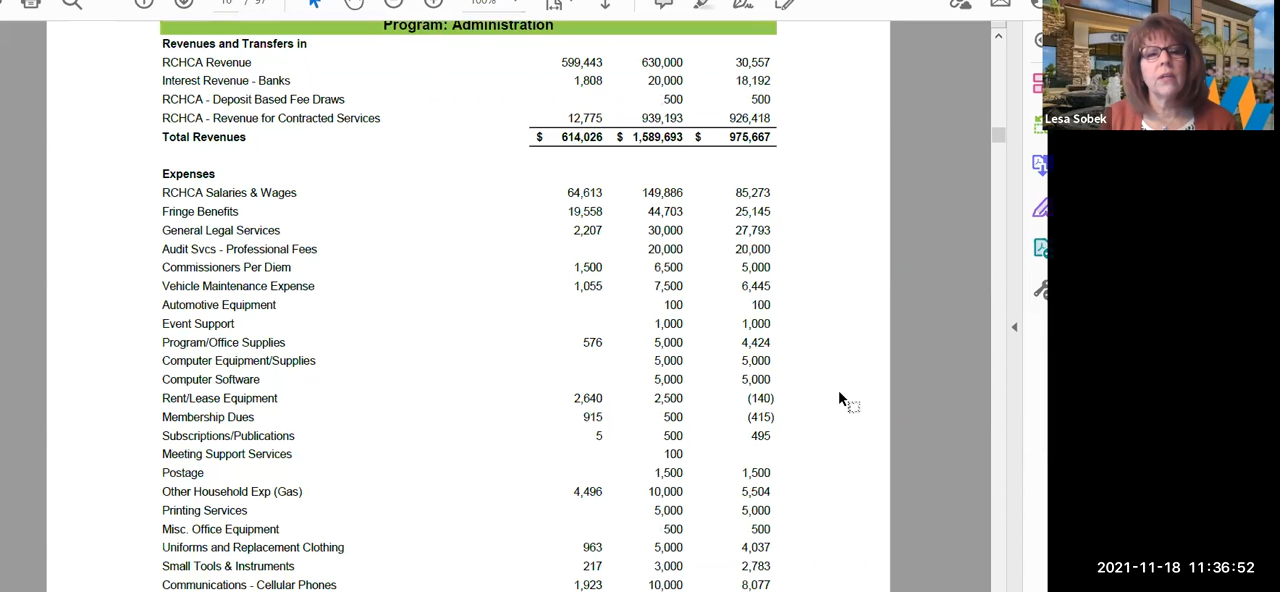 100%
Program: Administration
Revenues and Transfers in
RCHCA Revenue 599,443 630,000 30,557
Interest Revenue - Banks 1,808 20,000 18,192
RCHCA - Deposit Based Fee Draws 500 500
RCHCA - Revenue for Contracted Services 12,775 939,193 926,418
Total Revenues $ 614,026 $ 1,589,693 $ 975,667
Expenses
RCHCA Salaries & Wages 64,613 149,886 85,273
Fringe Benefits 19,558 44,703 25,145
General Legal Services 2,207 30,000 27,793
Audit Svcs - Professional Fees 20,000 20,000
Commissioners Per Diem 1,500 6,500 5,000
Vehicle Maintenance Expense 1,055 7,500 6,445
Automotive Equipment 100 100
Event Support 1,000 1,000
Program/Office Supplies 576 5,000 4,424
Computer Equipment/Supplies 5,000 5,000
Computer Software 5,000 5,000
Rent/Lease Equipment 2,640 2,500 (140)
Membership Dues 915 500 (415)
Subscriptions/Publications 5 500 495
Meeting Support Services 100
Postage 1,500 1,500
Other Household Exp (Gas) 4,496 10,000 5,504
Printing Services 5,000 5,000
Misc. Office Equipment 500 500
Uniforms and Replacement Clothing 963 5,000 4,037
Small Tools & Instruments 217 3,000 2,783
Communications - Cellular Phones 1,923 10,000 8,077
Lesa Sobek
2021-11-18 11:36:52